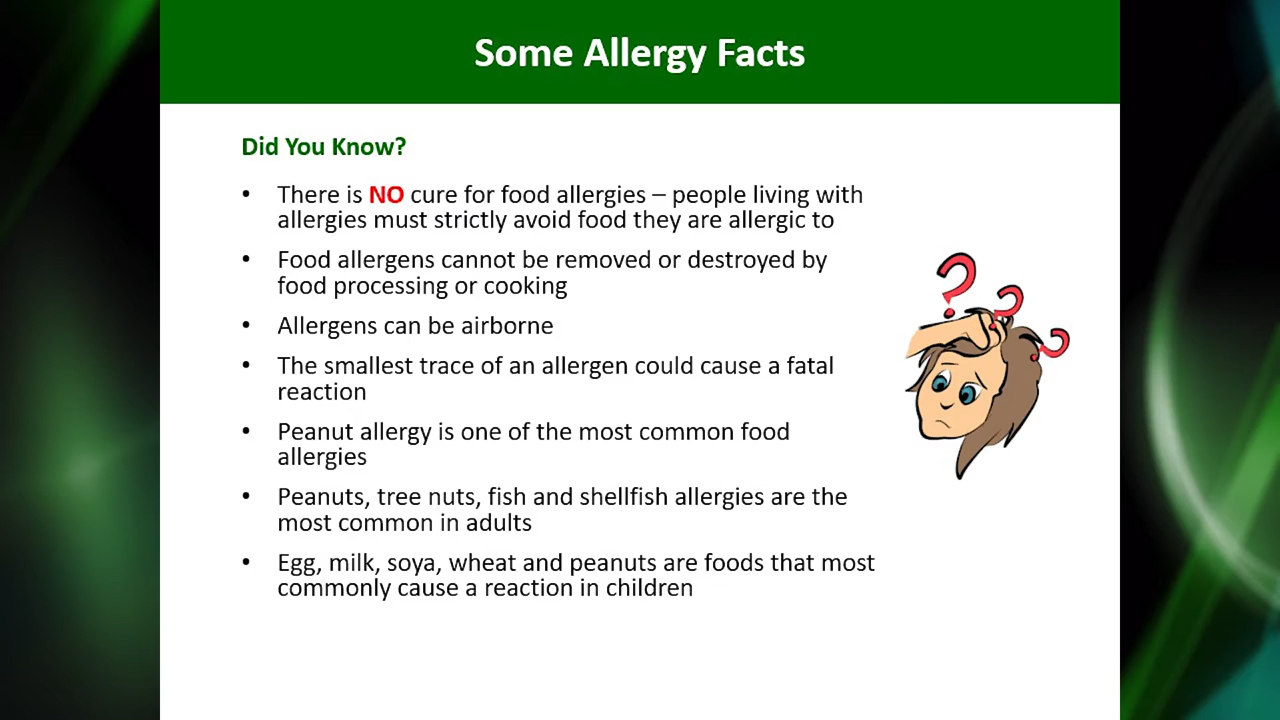 Some Allergy Facts
Did You Know?
• There is NO cure for food allergies – people living with
allergies must strictly avoid food they are allergic to
• Food allergens cannot be removed or destroyed by
food processing or cooking
• Allergens can be airborne
• The smallest trace of an allergen could cause a fatal
reaction
• Peanut allergy is one of the most common food
allergies
• Peanuts, tree nuts, fish and shellfish allergies are the
most common in adults
• Egg, milk, soya, wheat and peanuts are foods that most
commonly cause a reaction in children
? ? ?